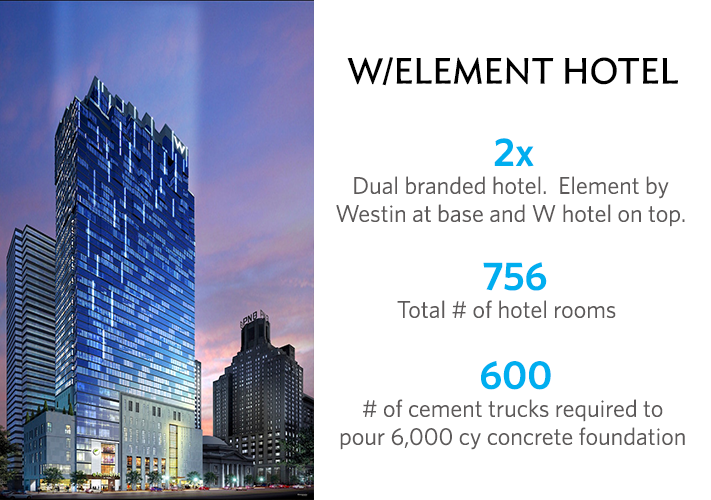 W/ELEMENT HOTEL
2x
Dual branded hotel.  Element by
Westin at base and W hotel on top.
756
Total # of hotel rooms
600
# of cement trucks required to
pour 6,000 cy concrete foundation
W
PNB